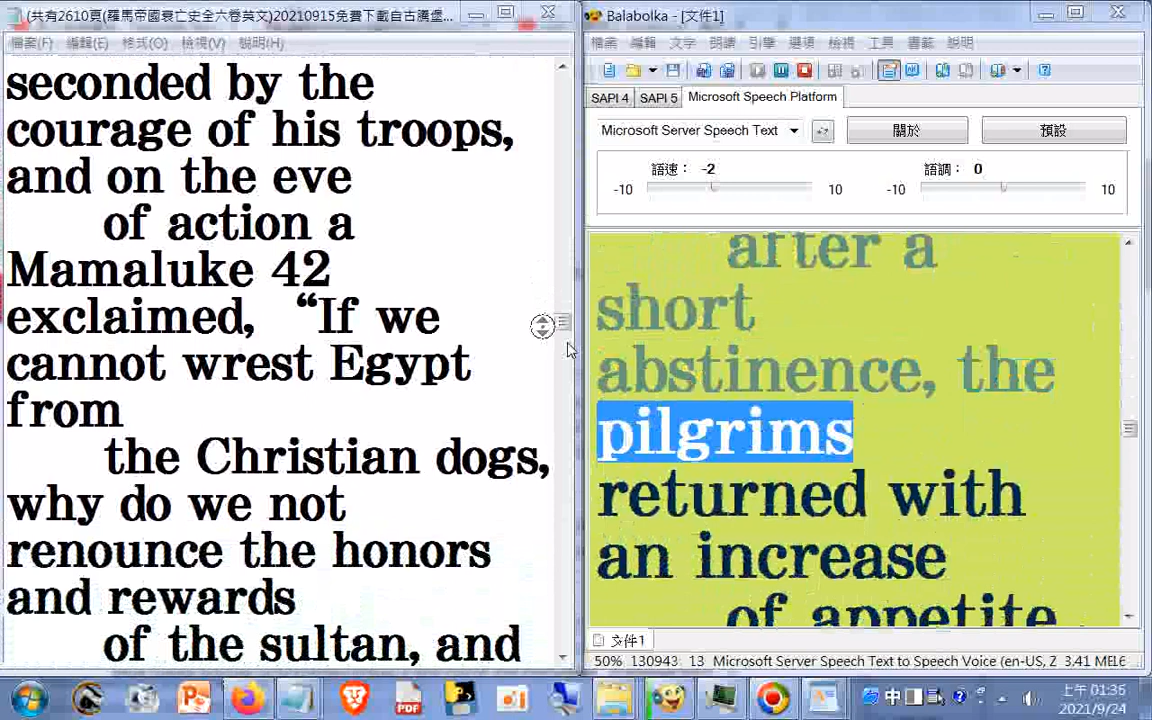 (共有2610頁(羅馬帝國衰亡史全六卷英文)20210915免費下載自古騰堡...
檔案(F) 編輯(E) 格式(O) 檢視(V) 說明(H)
seconded by the
courage of his troops,
and on the eve
of action a
Mamaluke 42
exclaimed, “If we
cannot wrest Egypt
from
the Christian dogs,
why do we not
renounce the honors
and rewards
of the sultan, and
Balabolka - [文件1]
檔案 編輯 文字 朗讀 引擎 選項 檢視 工具 書籤 說明
SAPI 4 SAPI 5 Microsoft Speech Platform
Microsoft Server Speech Text 關於 預設
語速： -2 語調： 0
-10 10 -10 10
after a
short
abstinence, the
pilgrims
returned with
an increase
of appetite
文件1
50% 130943 13 Microsoft Server Speech Text to Speech Voice (en-US, Z 3.41 МБ
中
上午 01:36
2021/9/24